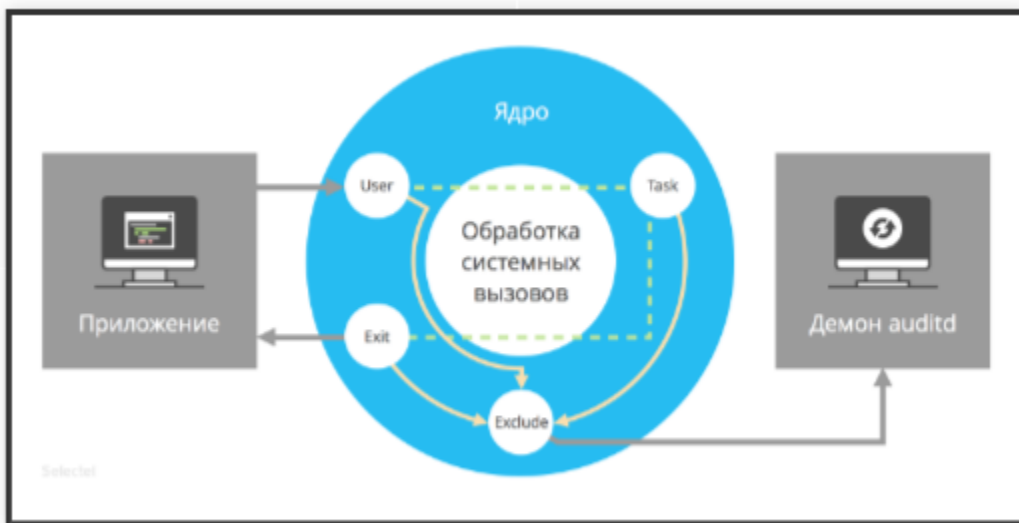 Ядро
User
Task
Обработка
системных
вызовов
Приложение
Exit
Демон auditd
Exclude
Selectel